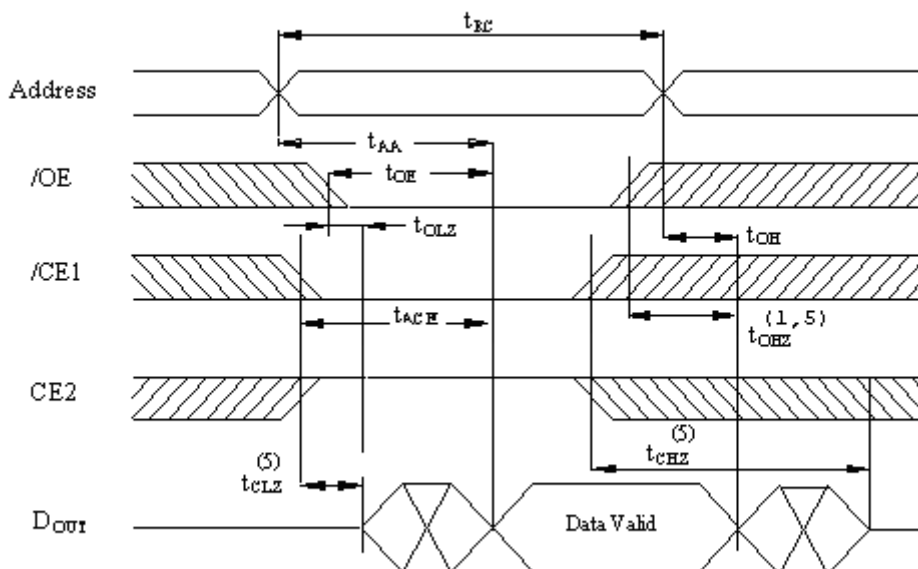 tRC
Address
tAA
/OE
tOE
tOLZ
tOH
/CE1
tACE
(1,5)
tOHZ
CE2
(5)
tCLZ
(5)
tCHZ
DOUT
Data Valid